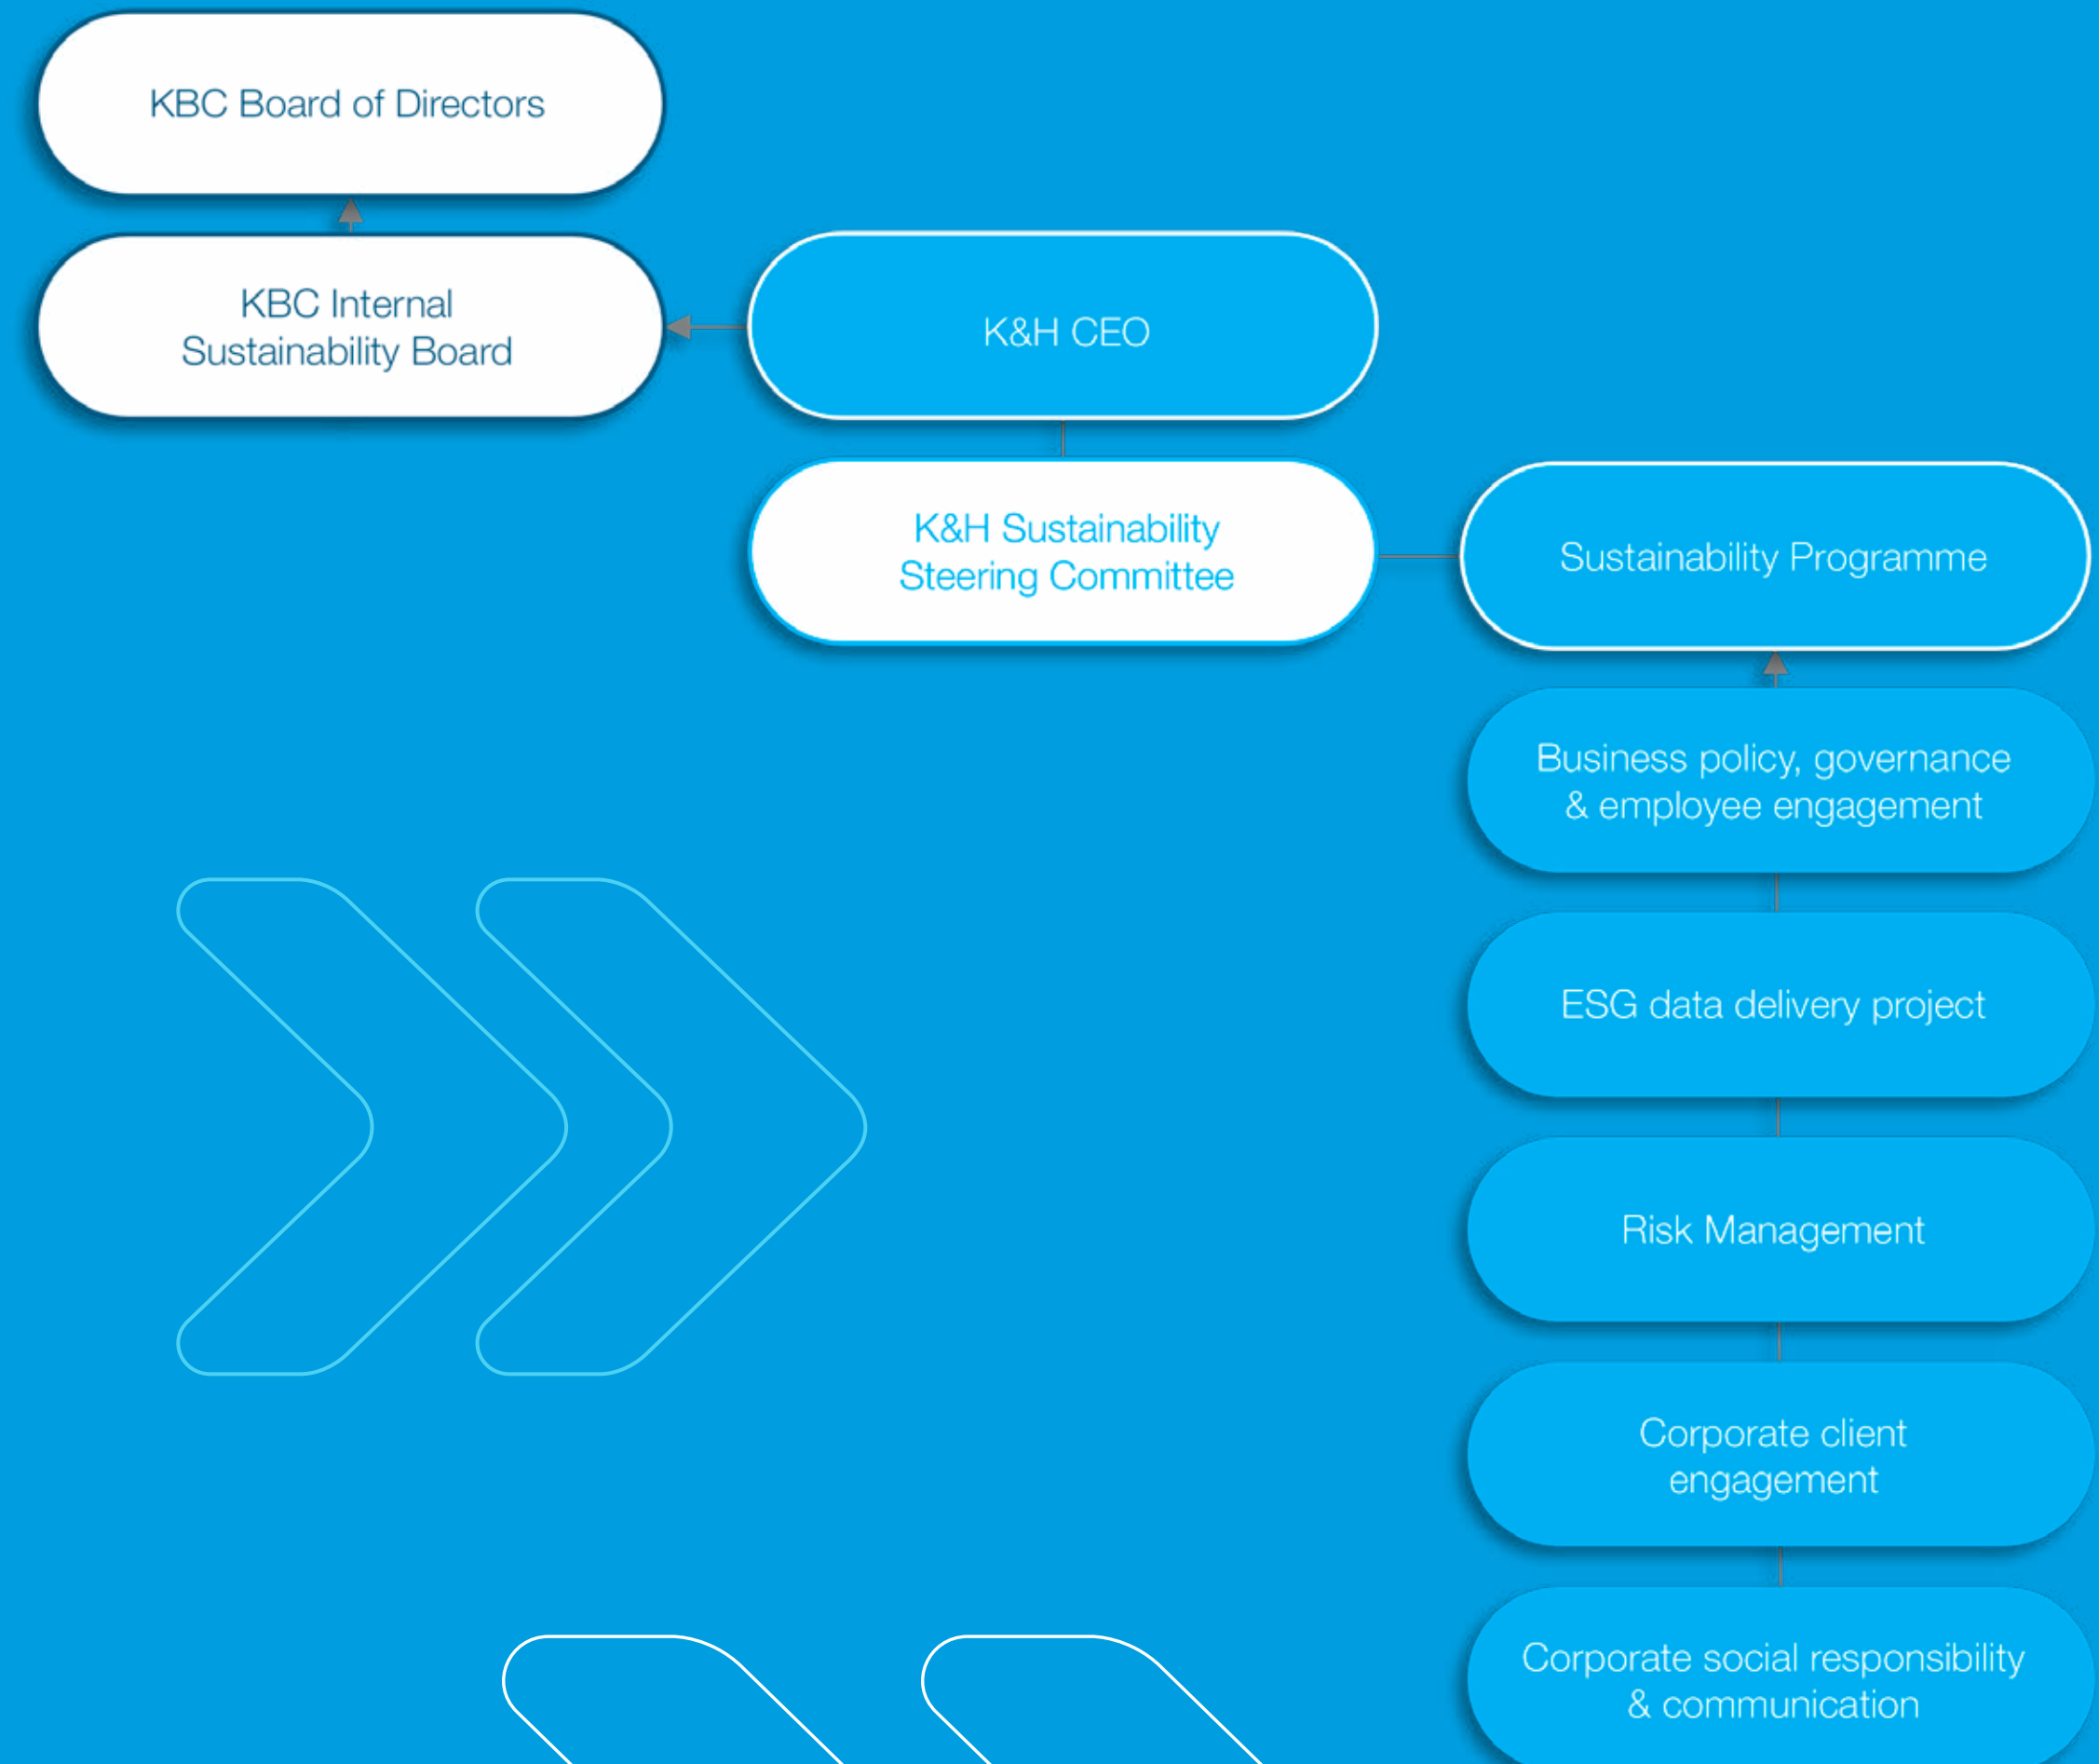 KBC Board of Directors
KBC Internal
Sustainability Board
K&H CEO
K&H Sustainability
Steering Committee
Sustainability Programme
Business policy, governance
& employee engagement
ESG data delivery project
Risk Management
Corporate client
engagement
Corporate social responsibility
& communication